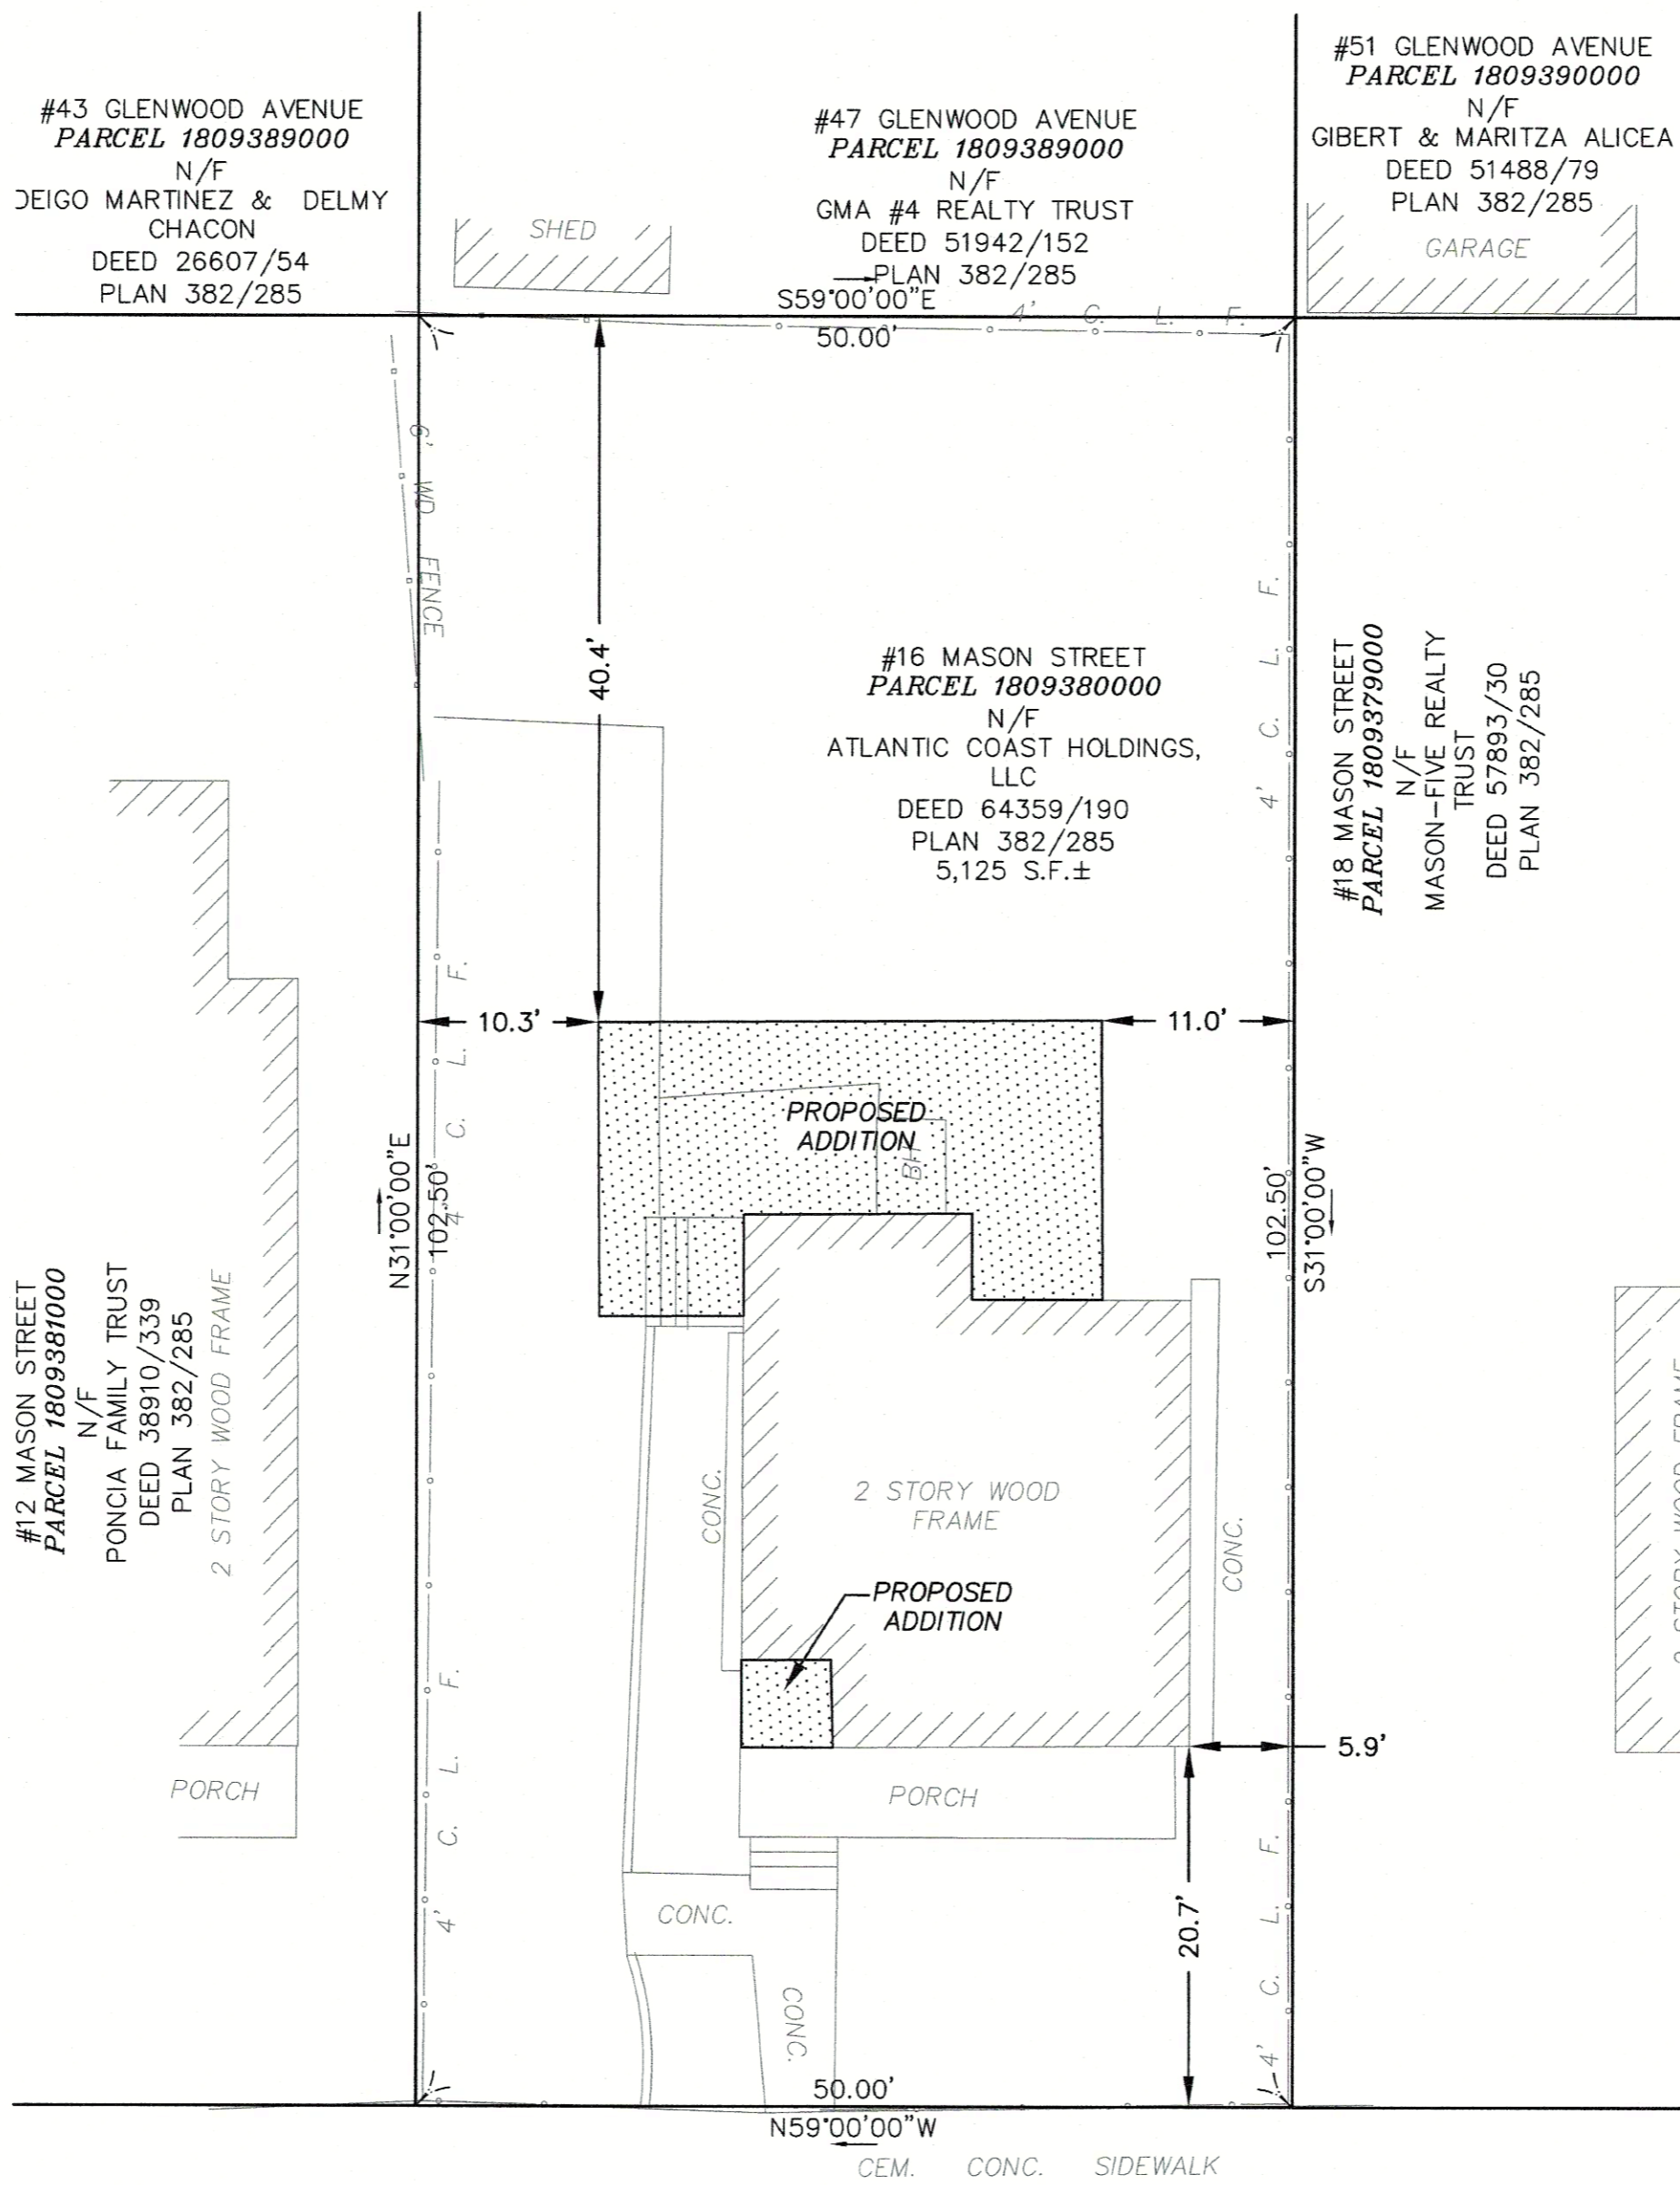 #43 GLENWOOD AVENUE
PARCEL 1809389000
N/F
DEIGO MARTINEZ & DELMY
CHACON
DEED 26607/54
PLAN 382/285
SHED
#47 GLENWOOD AVENUE
PARCEL 1809389000
N/F
GMA #4 REALTY TRUST
DEED 51942/152
PLAN 382/285
#51 GLENWOOD AVENUE
PARCEL 1809390000
N/F
GIBERT & MARITZA ALICEA
DEED 51488/79
PLAN 382/285
GARAGE
S59°00'00"E
50.00'
4' C. L. F.
6' WD. FENCE
40.4'
#16 MASON STREET
PARCEL 1809380000
N/F
ATLANTIC COAST HOLDINGS,
LLC
DEED 64359/190
PLAN 382/285
5,125 S.F.±
4' C. L. F.
#18 MASON STREET
PARCEL 1809379000
N/F
MASON-FIVE REALTY
TRUST
DEED 57893/30
PLAN 382/285
10.3'
11.0'
4' C. L. F.
PROPOSED
ADDITION
BH
N31°00'00"E
102.50'
102.50'
S31°00'00"W
#12 MASON STREET
PARCEL 1809381000
N/F
PONCIA FAMILY TRUST
DEED 38910/339
PLAN 382/285
2 STORY WOOD FRAME
CONC.
2 STORY WOOD
FRAME
CONC.
2 STORY WOOD FRAME
PROPOSED
ADDITION
5.9'
PORCH
PORCH
4' C. L. F.
CONC.
CONC.
20.7'
4' C. L. F.
50.00'
N59°00'00"W
CEM. CONC. SIDEWALK